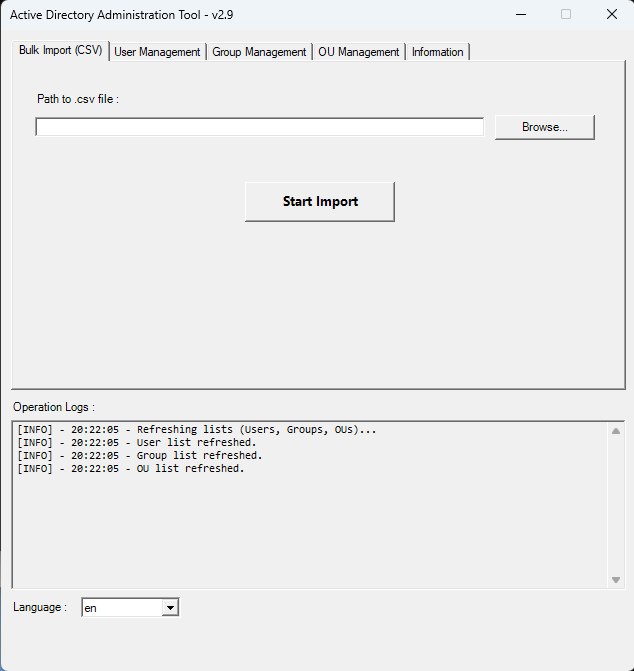 Active Directory Administration Tool - v2.9
Bulk Import (CSV) User Management Group Management OU Management Information
Path to .csv file :
Browse...
Start Import
Operation Logs :
[INFO] - 20:22:05 - Refreshing lists (Users, Groups, OUs)...
[INFO] - 20:22:05 - User list refreshed.
[INFO] - 20:22:05 - Group list refreshed.
[INFO] - 20:22:05 - OU list refreshed.
Language : en